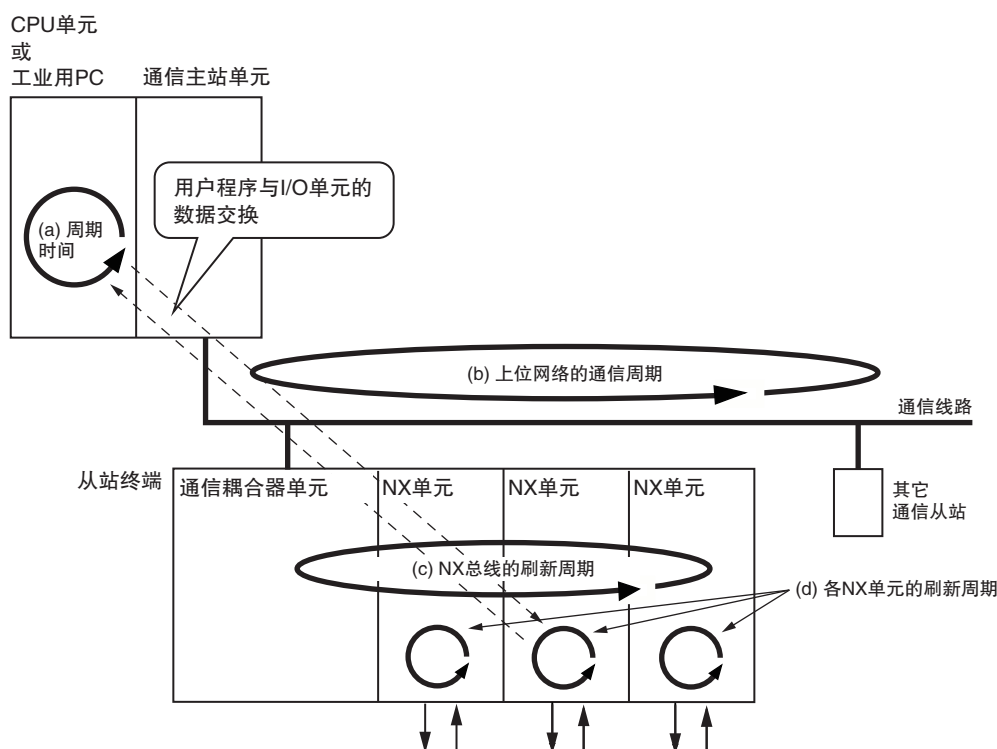 CPU单元
或
工业用PC
通信主站单元
用户程序与I/O单元的
数据交换
(a) 周期
时间
(b) 上位网络的通信周期
通信线路
从站终端
通信耦合器单元
NX单元
NX单元
NX单元
其它
通信从站
(c) NX总线的刷新周期
(d) 各NX单元的刷新周期